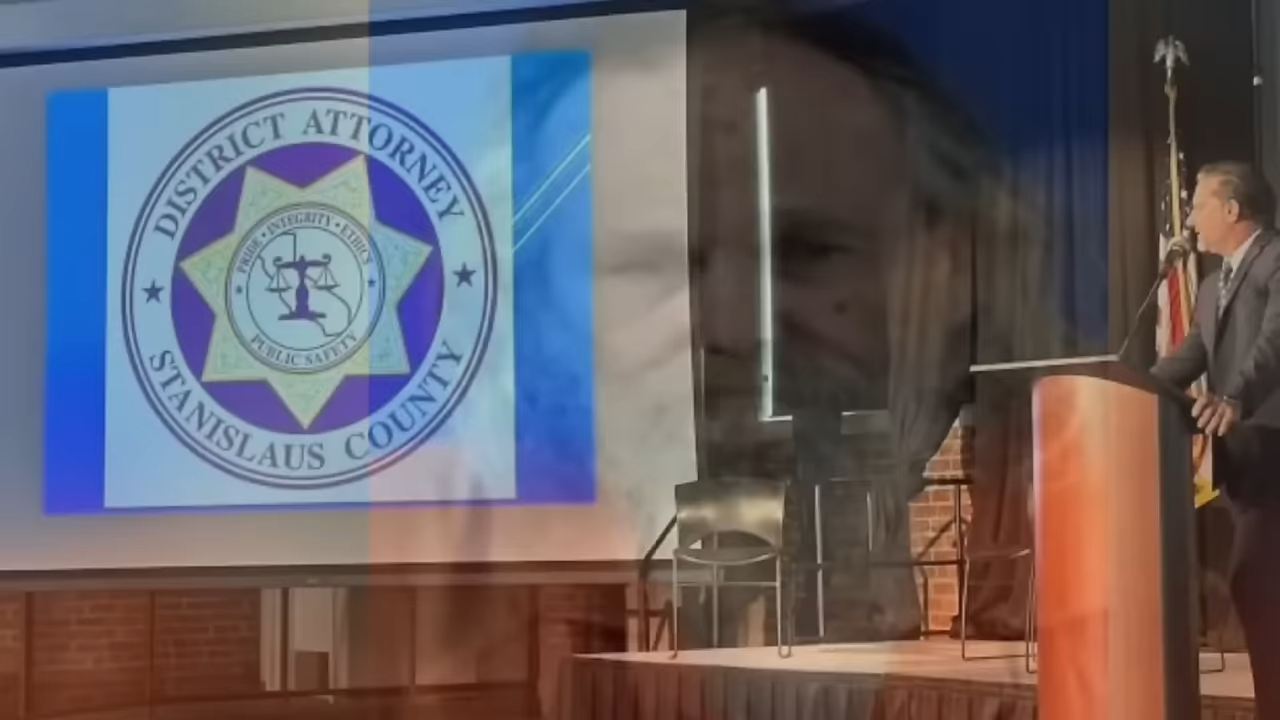 DISTRICT ATTORNEY
PRIDE • INTEGRITY • ETHICS
PUBLIC SAFETY
STANISLAUS COUNTY